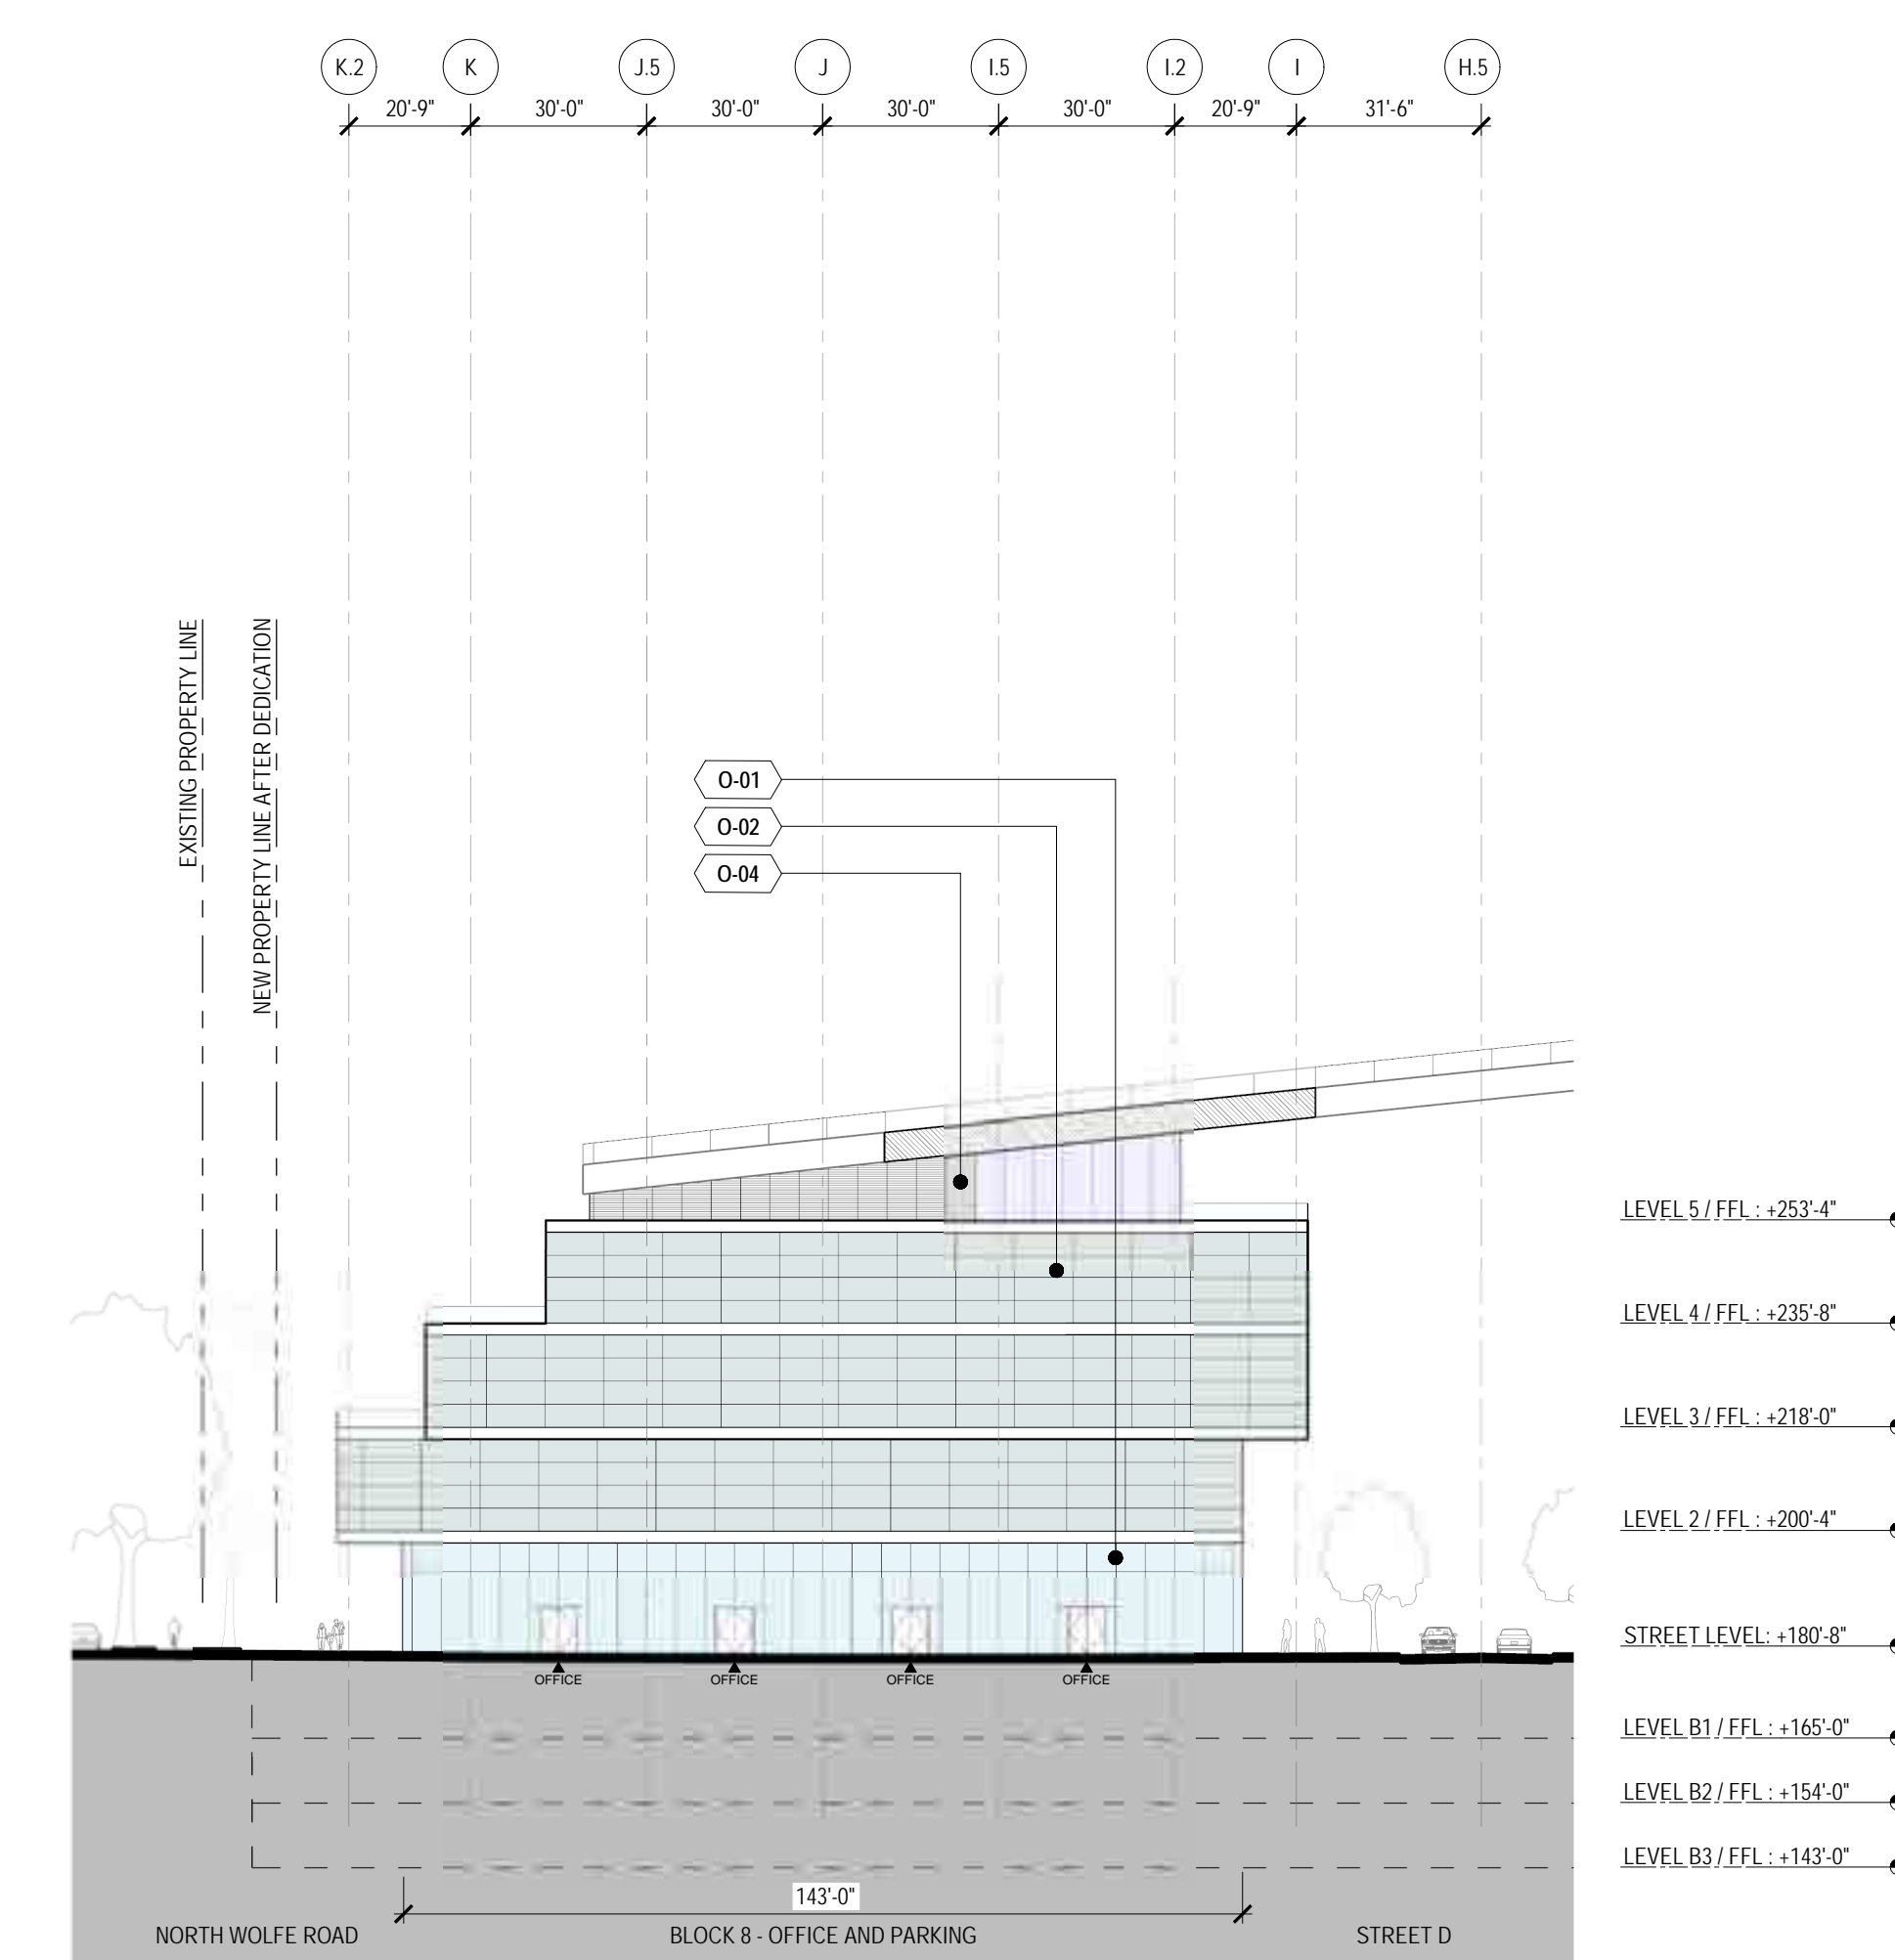 K.2 K J.5 J I.5 I.2 I H.5
20'-9" 30'-0" 30'-0" 30'-0" 30'-0" 20'-9" 31'-6"
EXISTING PROPERTY LINE
NEW PROPERTY LINE AFTER DEDICATION
O-01
O-02
O-04
LEVEL 5 / FFL : +253'-4"
LEVEL 4 / FFL : +235'-8"
LEVEL 3 / FFL : +218'-0"
LEVEL 2 / FFL : +200'-4"
STREET LEVEL: +180'-8"
OFFICE OFFICE OFFICE OFFICE
LEVEL B1 / FFL : +165'-0"
LEVEL B2 / FFL : +154'-0"
LEVEL B3 / FFL : +143'-0"
143'-0"
NORTH WOLFE ROAD BLOCK 8 - OFFICE AND PARKING STREET D